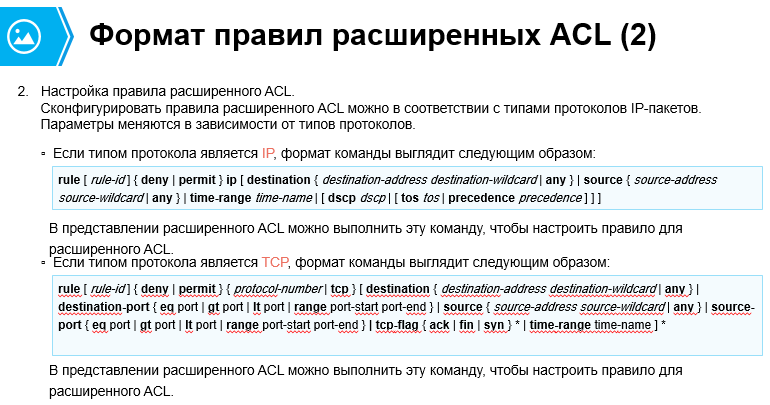 Формат правил расширенных ACL (2)
2. Настройка правила расширенного ACL.
Сконфигурировать правила расширенного ACL можно в соответствии с типами протоколов IP-пакетов.
Параметры меняются в зависимости от типов протоколов.
▫ Если типом протокола является IP, формат команды выглядит следующим образом:
rule [ rule-id ] { deny | permit } ip [ destination { destination-address destination-wildcard | any } | source { source-address
source-wildcard | any } | time-range time-name | [ dscp dscp | [ tos tos | precedence precedence ] ] ]
В представлении расширенного ACL можно выполнить эту команду, чтобы настроить правило для
расширенного ACL.
▫ Если типом протокола является TCP, формат команды выглядит следующим образом:
rule [ rule-id ] { deny | permit } { protocol-number | tcp } [ destination { destination-address destination-wildcard | any } |
destination-port { eq port | gt port | lt port | range port-start port-end } | source { source-address source-wildcard | any } | source-
port { eq port | gt port | lt port | range port-start port-end } | tcp-flag { ack | fin | syn } * | time-range time-name ] *
В представлении расширенного ACL можно выполнить эту команду, чтобы настроить правило для
расширенного ACL.